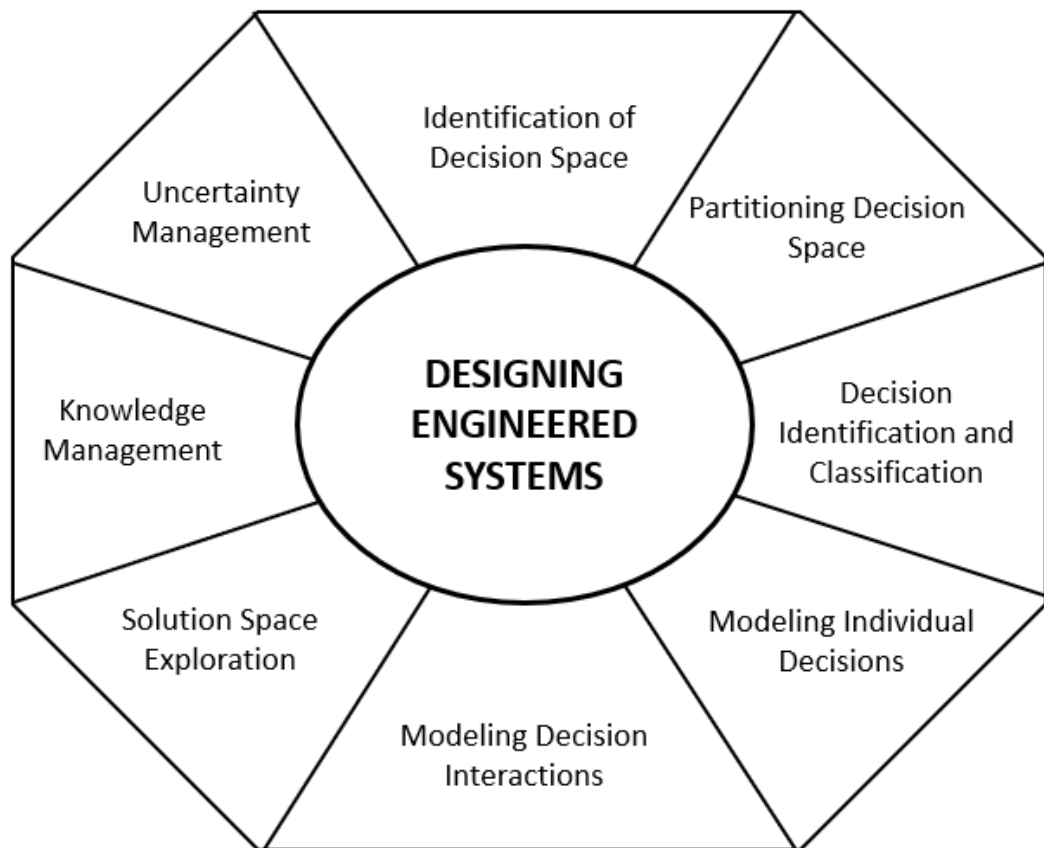 Identification of
Decision Space
Partitioning Decision
Space
Decision
Identification and
Classification
Modeling Individual
Decisions
Modeling Decision
Interactions
Solution Space
Exploration
Knowledge
Management
Uncertainty
Management
DESIGNING
ENGINEERED
SYSTEMS